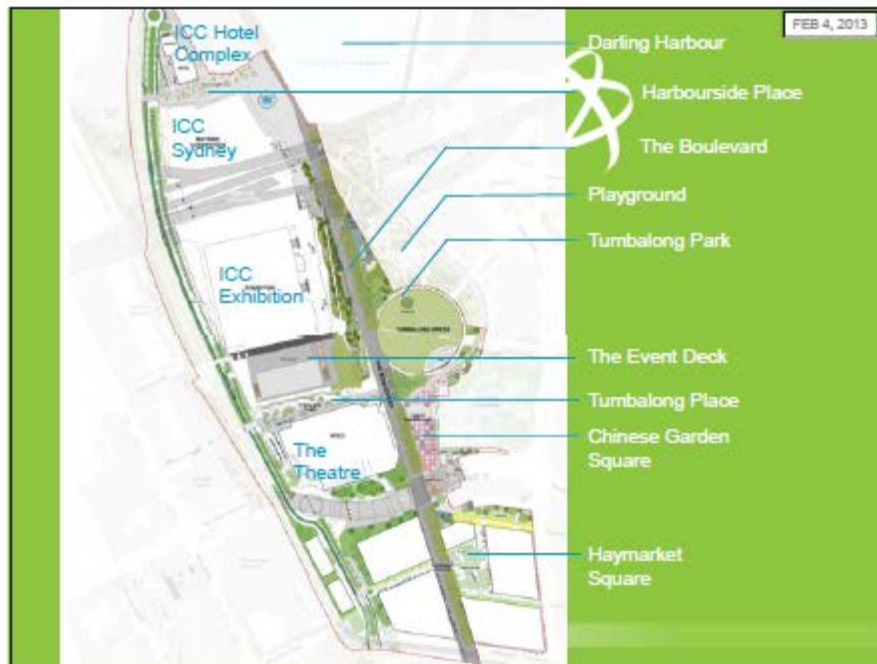 FEB 4, 2013
ICC Hotel
Complex
Darling Harbour
Harbourside Place
ICC
Sydney
The Boulevard
Playground
Tumbalong Park
ICC
Exhibition
The Event Deck
Tumbalong Place
Chinese Garden
Square
The
Theatre
Haymarket
Square